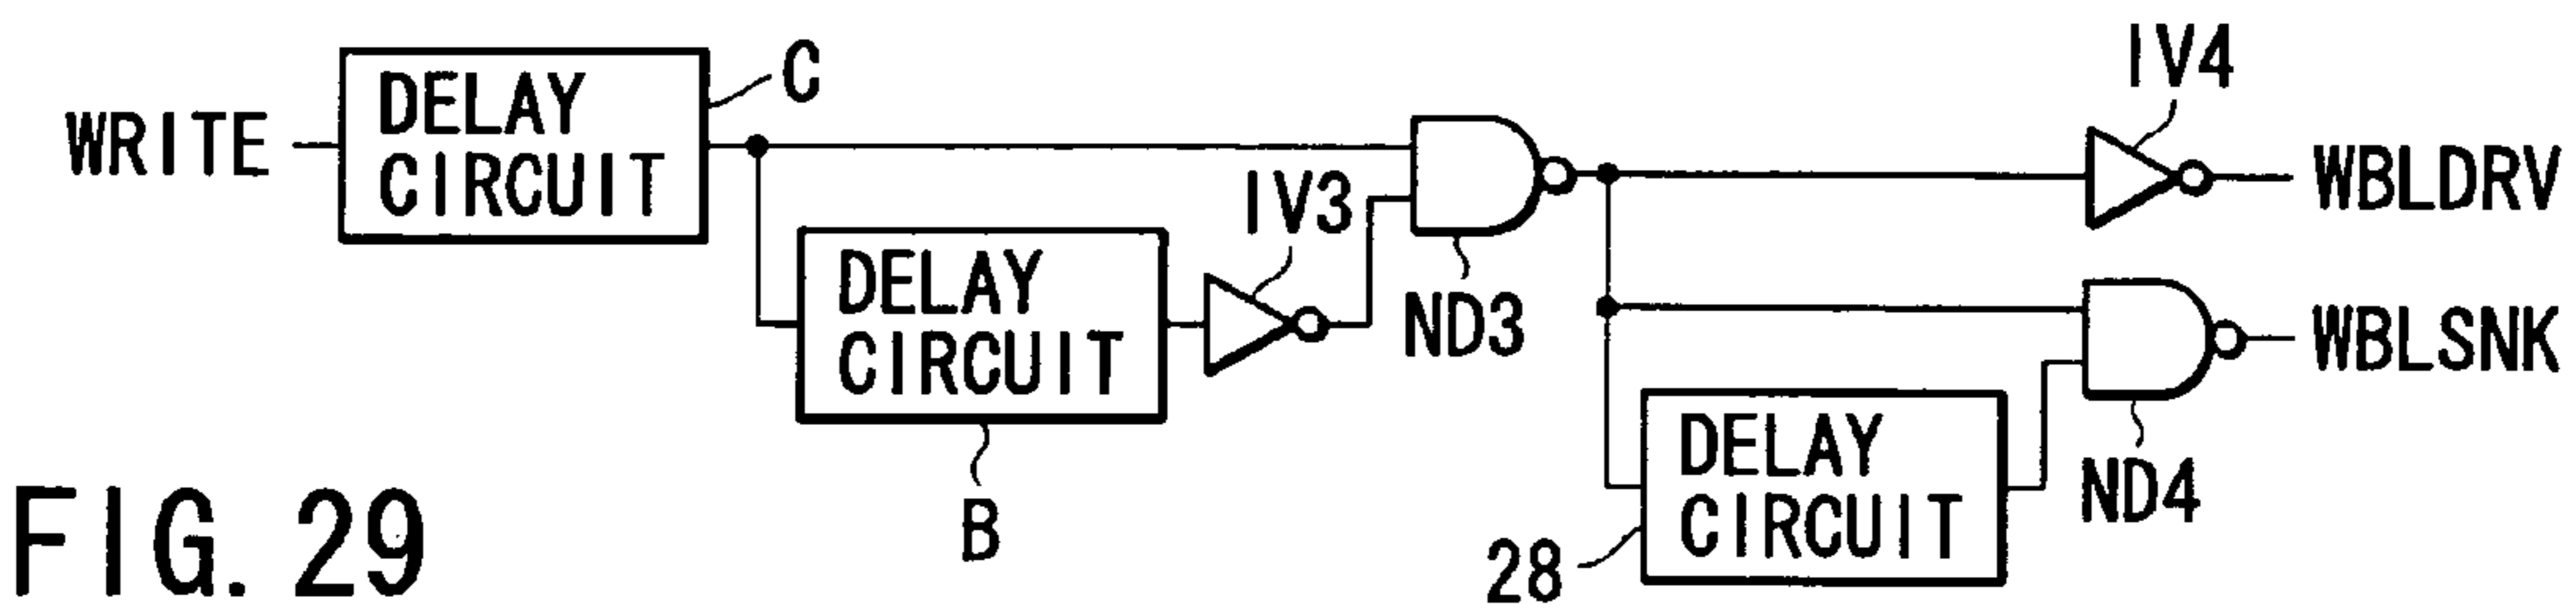 WRITE
DELAY
CIRCUIT
C
DELAY
CIRCUIT
B
IV3
ND3
IV4
WBLDRV
WBLSNK
ND4
DELAY
CIRCUIT
28
FIG. 29